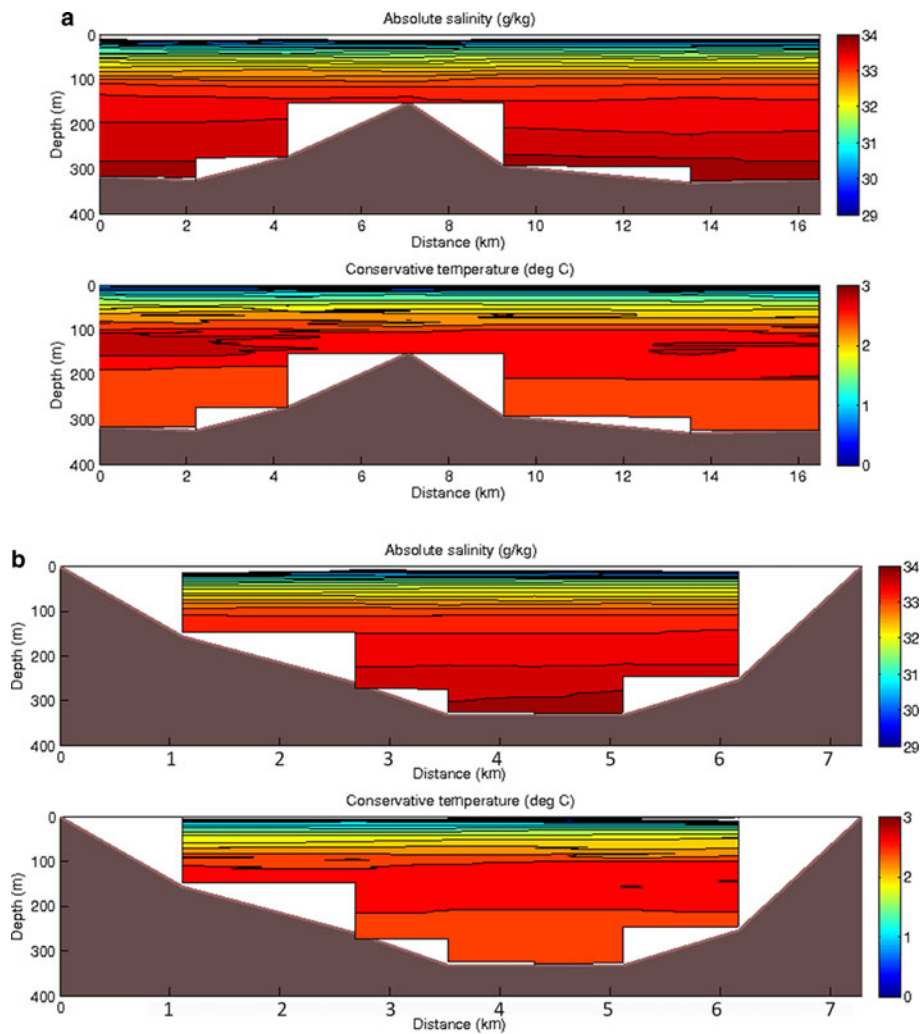 a
Absolute salinity (g/kg)
0
100
200
300
400
Depth (m)
0 2 4 6 8 10 12 14 16
Distance (km)
34
33
32
31
30
29
Conservative temperature (deg C)
0
100
200
300
400
Depth (m)
0 2 4 6 8 10 12 14 16
Distance (km)
3
2
1
0
b
Absolute salinity (g/kg)
0
100
200
300
400
Depth (m)
0 1 2 3 4 5 6 7
Distance (km)
34
33
32
31
30
29
Conservative temperature (deg C)
0
100
200
300
400
Depth (m)
0 1 2 3 4 5 6 7
Distance (km)
3
2
1
0